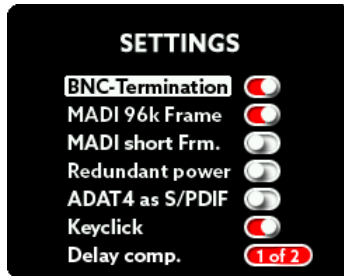 SETTINGS
BNC-Termination
MADI 96k Frame
MADI short Frm.
Redundant power
ADAT4 as S/PDIF
Keyclick
Delay comp. 1 of 2